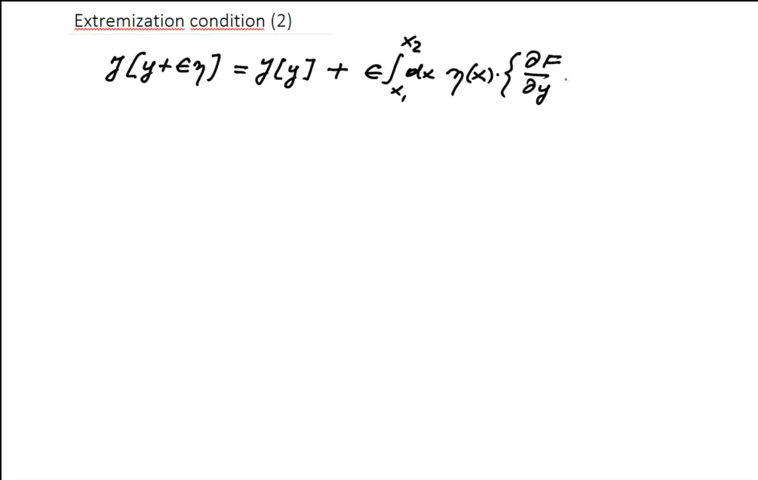 Extremization condition (2)
J[y+ϵη] = J[y] + ϵ∫_{x₁}^{x₂} dx η(x)·{∂F/∂y